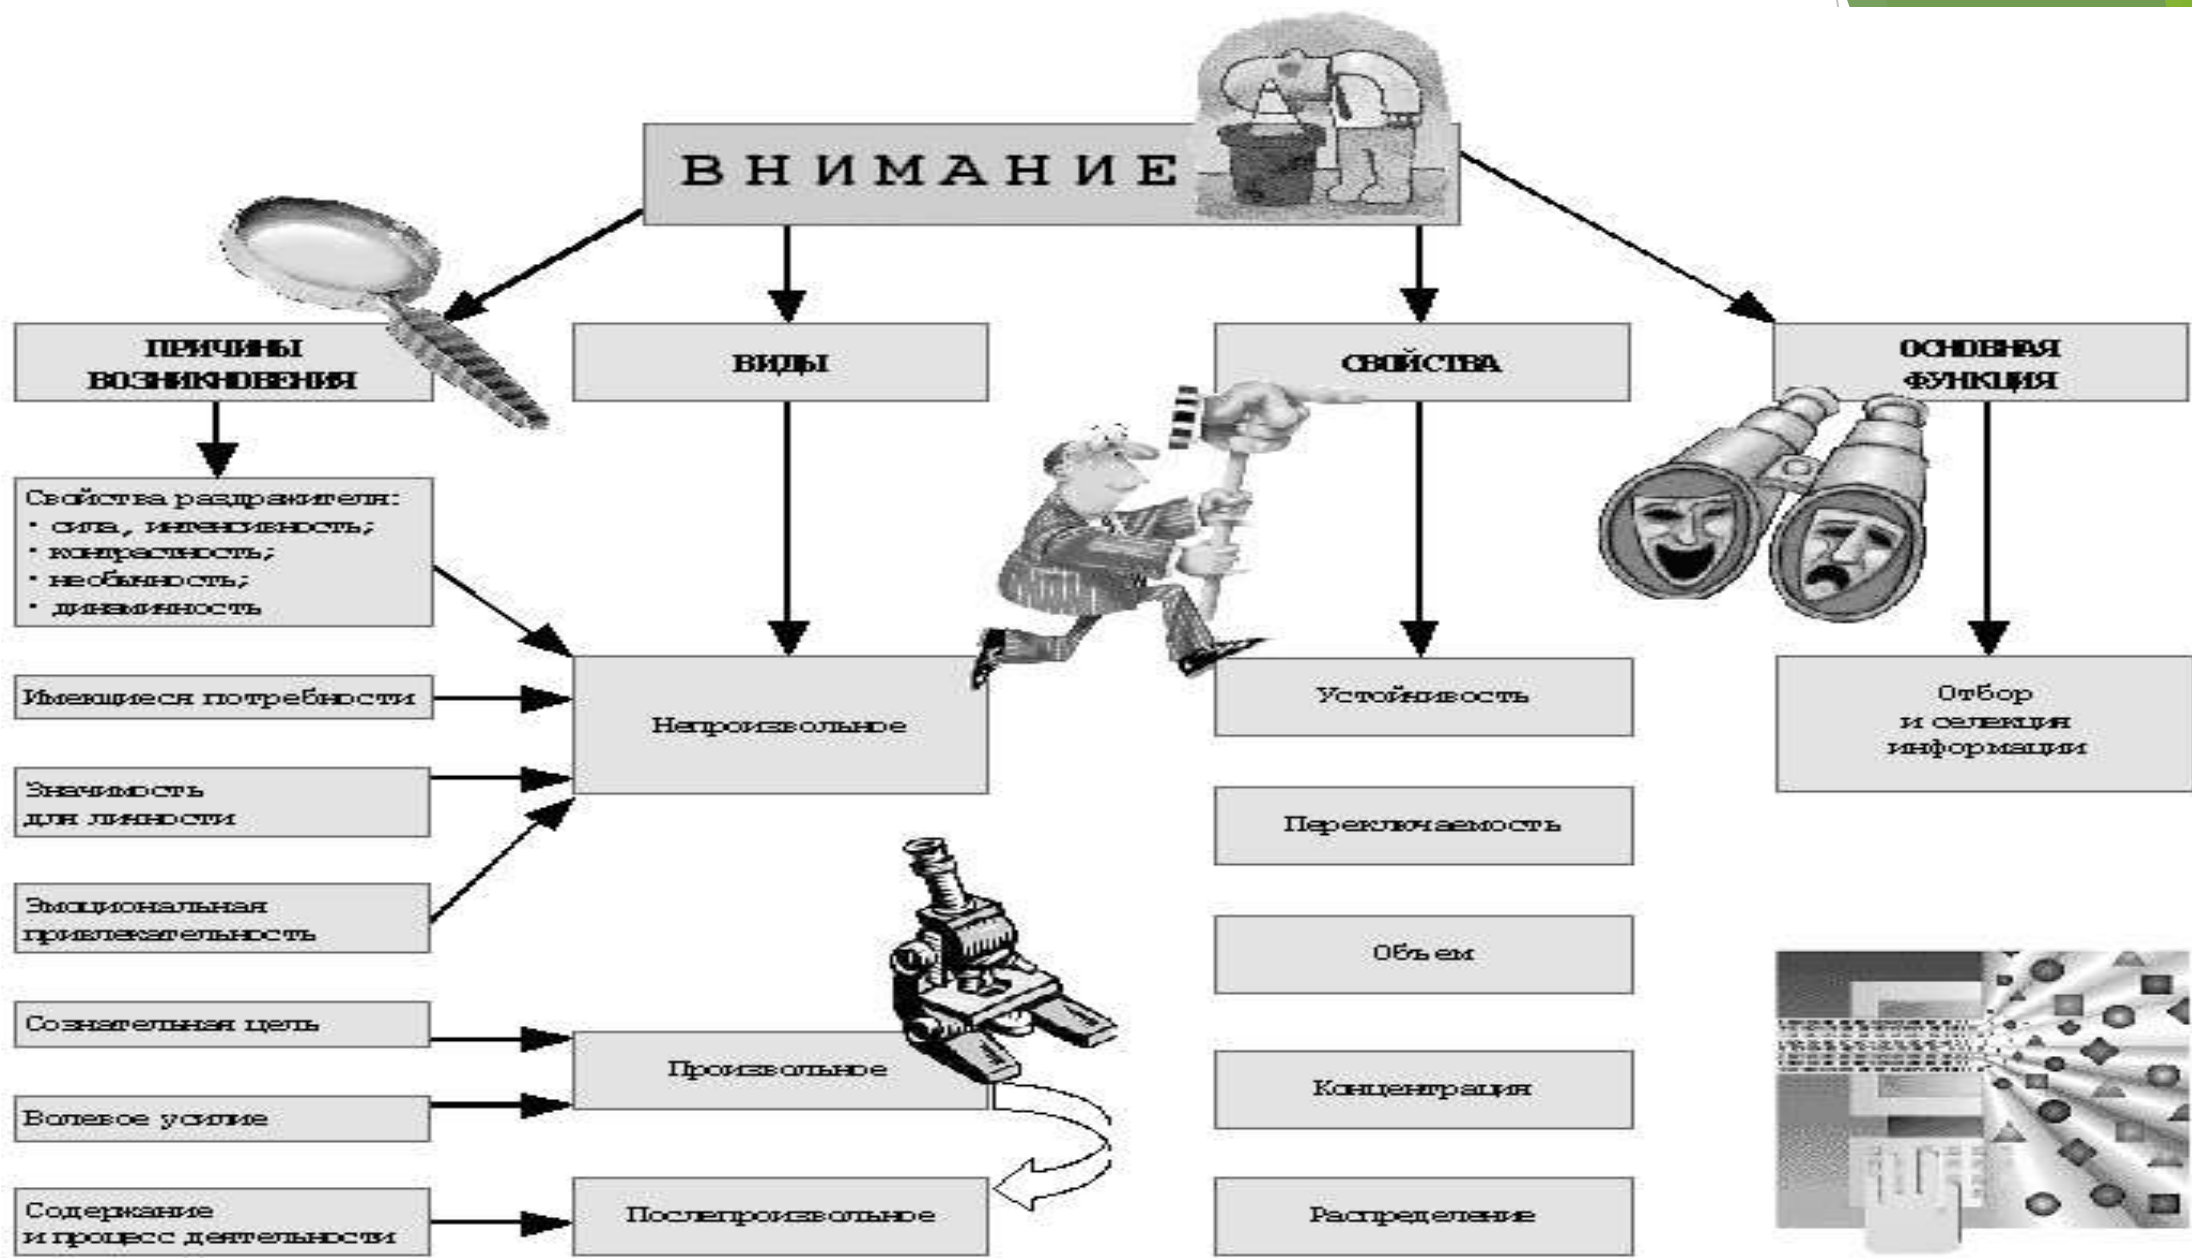 ВНИМАНИЕ
ПРИЧИНЫ
ВОЗНИКНОВЕНИЯ
ВИДЫ
СВОЙСТВА
ОСНОВНАЯ
ФУНКЦИЯ
Свойства раздражителя:
• сила, интенсивность;
• контрастность;
• необычность;
• динамичность
Имеющиеся потребности
Значимость
для личности
Эмоциональная
привлекательность
Сознательная цель
Волевое усилие
Содержание
и процесс деятельности
Непроизвольное
Произвольное
Послепроизвольное
Устойчивость
Переключаемость
Объем
Концентрация
Распределение
Отбор
и селекция
информации